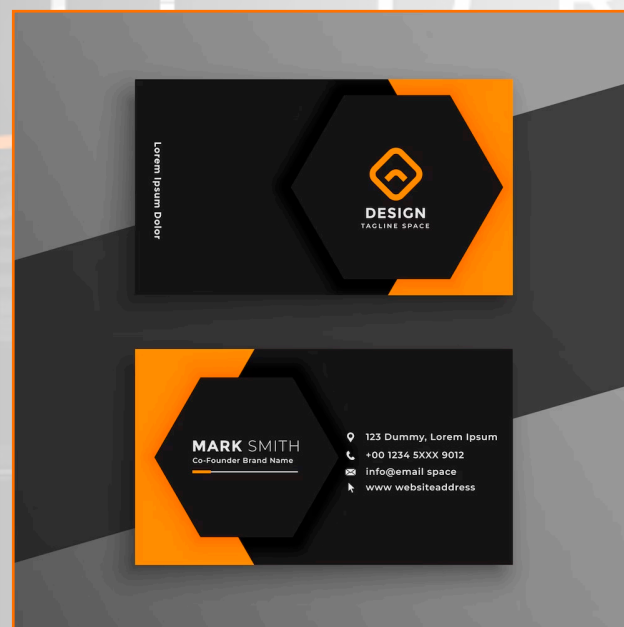 Lorem Ipsum Dolor
DESIGN
TAGLINE SPACE
MARK SMITH
Co-Founder Brand Name
123 Dummy, Lorem Ipsum
+00 1234 5XXX 9012
info@email space
www websiteaddress